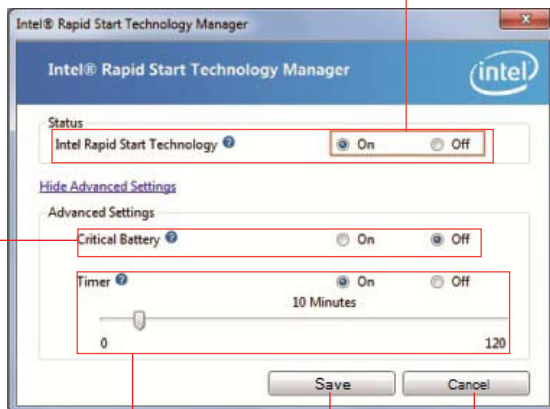 Intel® Rapid Start Technology Manager
Intel® Rapid Start Technology Manager
intel
Status
Intel Rapid Start Technology ? On Off
Hide Advanced Settings
Advanced Settings
Critical Battery ? On Off
Timer ? On Off
10 Minutes
0 120
Save Cancel